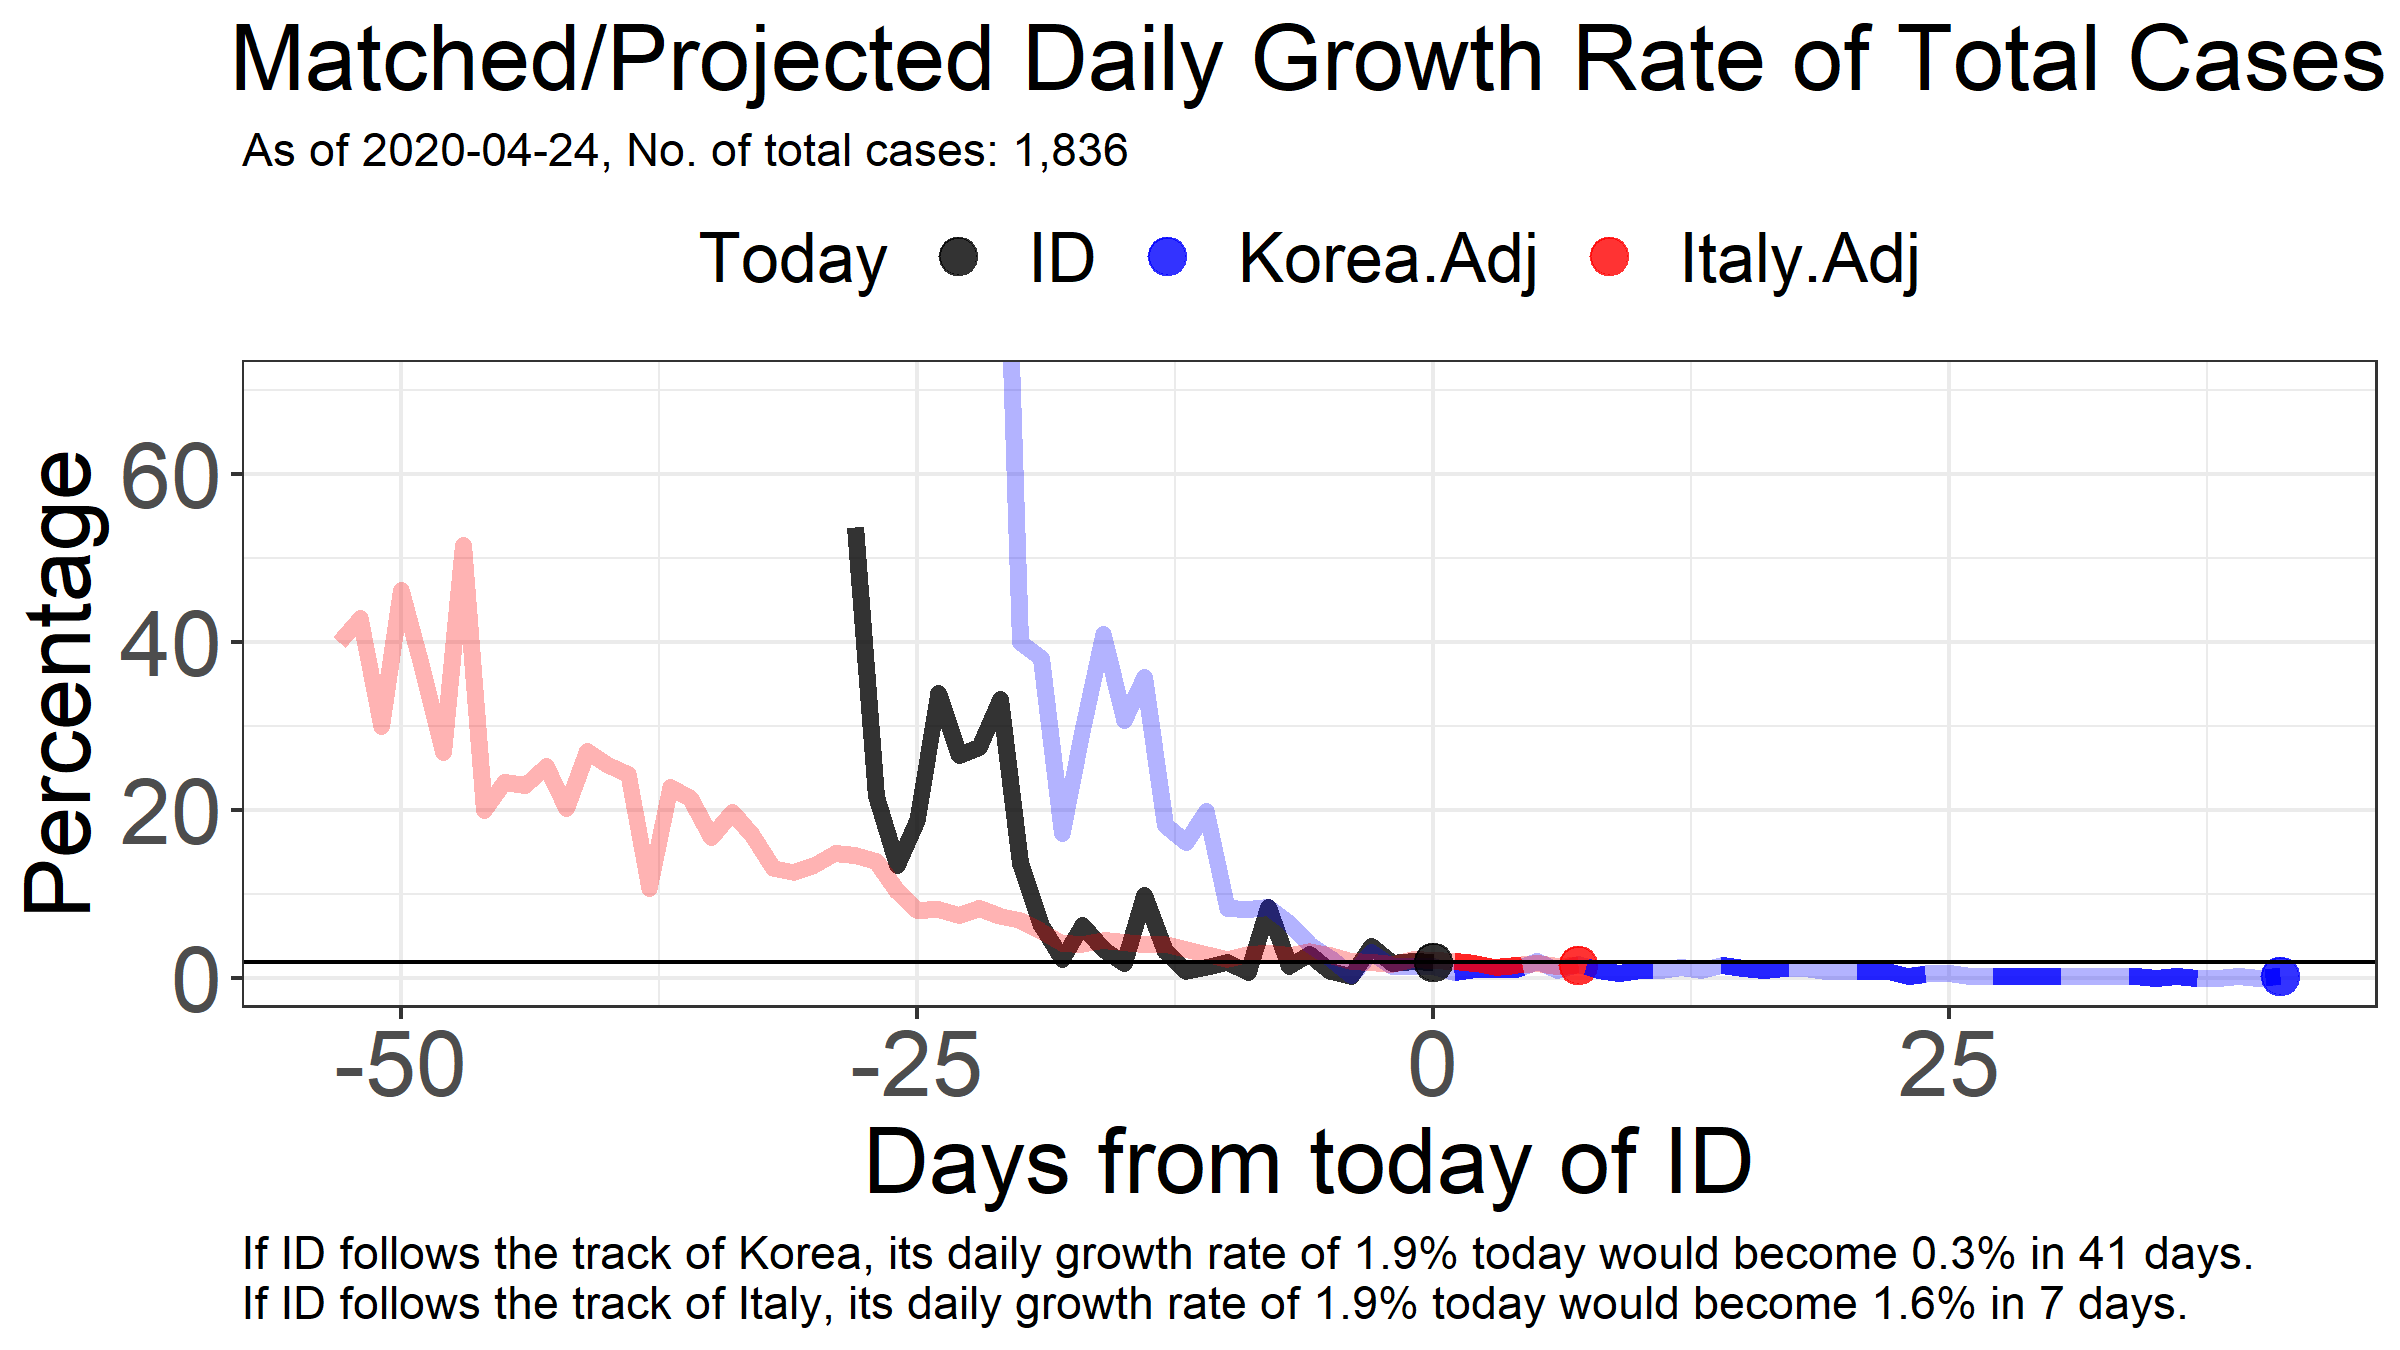 Matched/Projected Daily Growth Rate of Total Cases
As of 2020-04-24, No. of total cases: 1,836
Today ID Korea.Adj Italy.Adj
Percentage
60
40
20
0
-50 -25 0 25
Days from today of ID
If ID follows the track of Korea, its daily growth rate of 1.9% today would become 0.3% in 41 days.
If ID follows the track of Italy, its daily growth rate of 1.9% today would become 1.6% in 7 days.